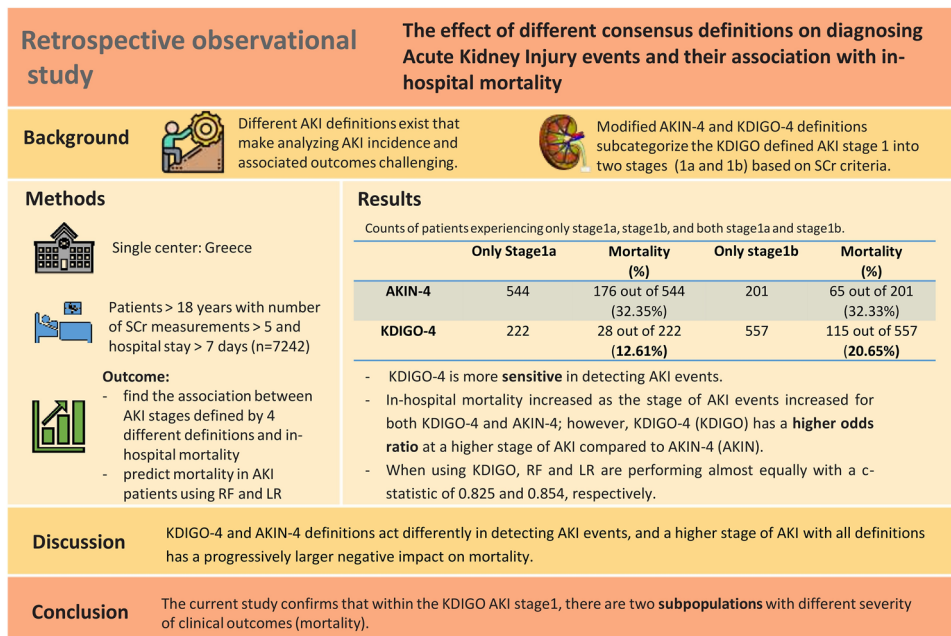 Retrospective observational
study
The effect of different consensus definitions on diagnosing
Acute Kidney Injury events and their association with in-
hospital mortality
Background
Different AKI definitions exist that
make analyzing AKI incidence and
associated outcomes challenging.
Modified AKIN-4 and KDIGO-4 definitions
subcategorize the KDIGO defined AKI stage 1 into
two stages (1a and 1b) based on SCr criteria.
Methods
Single center: Greece
Patients > 18 years with number
of SCr measurements > 5 and
hospital stay > 7 days (n=7242)
Outcome:
- find the association between
AKI stages defined by 4
different definitions and in-
hospital mortality
- predict mortality in AKI
patients using RF and LR
Results
Counts of patients experiencing only stage1a, stage1b, and both stage1a and stage1b.
Only Stage1a Mortality (%) Only stage1b Mortality (%)
AKIN-4 544 176 out of 544 (32.35%) 201 65 out of 201 (32.33%)
KDIGO-4 222 28 out of 222 (12.61%) 557 115 out of 557 (20.65%)
- KDIGO-4 is more sensitive in detecting AKI events.
- In-hospital mortality increased as the stage of AKI events increased for
both KDIGO-4 and AKIN-4; however, KDIGO-4 (KDIGO) has a higher odds
ratio at a higher stage of AKI compared to AKIN-4 (AKIN).
- When using KDIGO, RF and LR are performing almost equally with a c-
statistic of 0.825 and 0.854, respectively.
Discussion
KDIGO-4 and AKIN-4 definitions act differently in detecting AKI events, and a higher stage of AKI with all definitions
has a progressively larger negative impact on mortality.
Conclusion
The current study confirms that within the KDIGO AKI stage1, there are two subpopulations with different severity
of clinical outcomes (mortality).